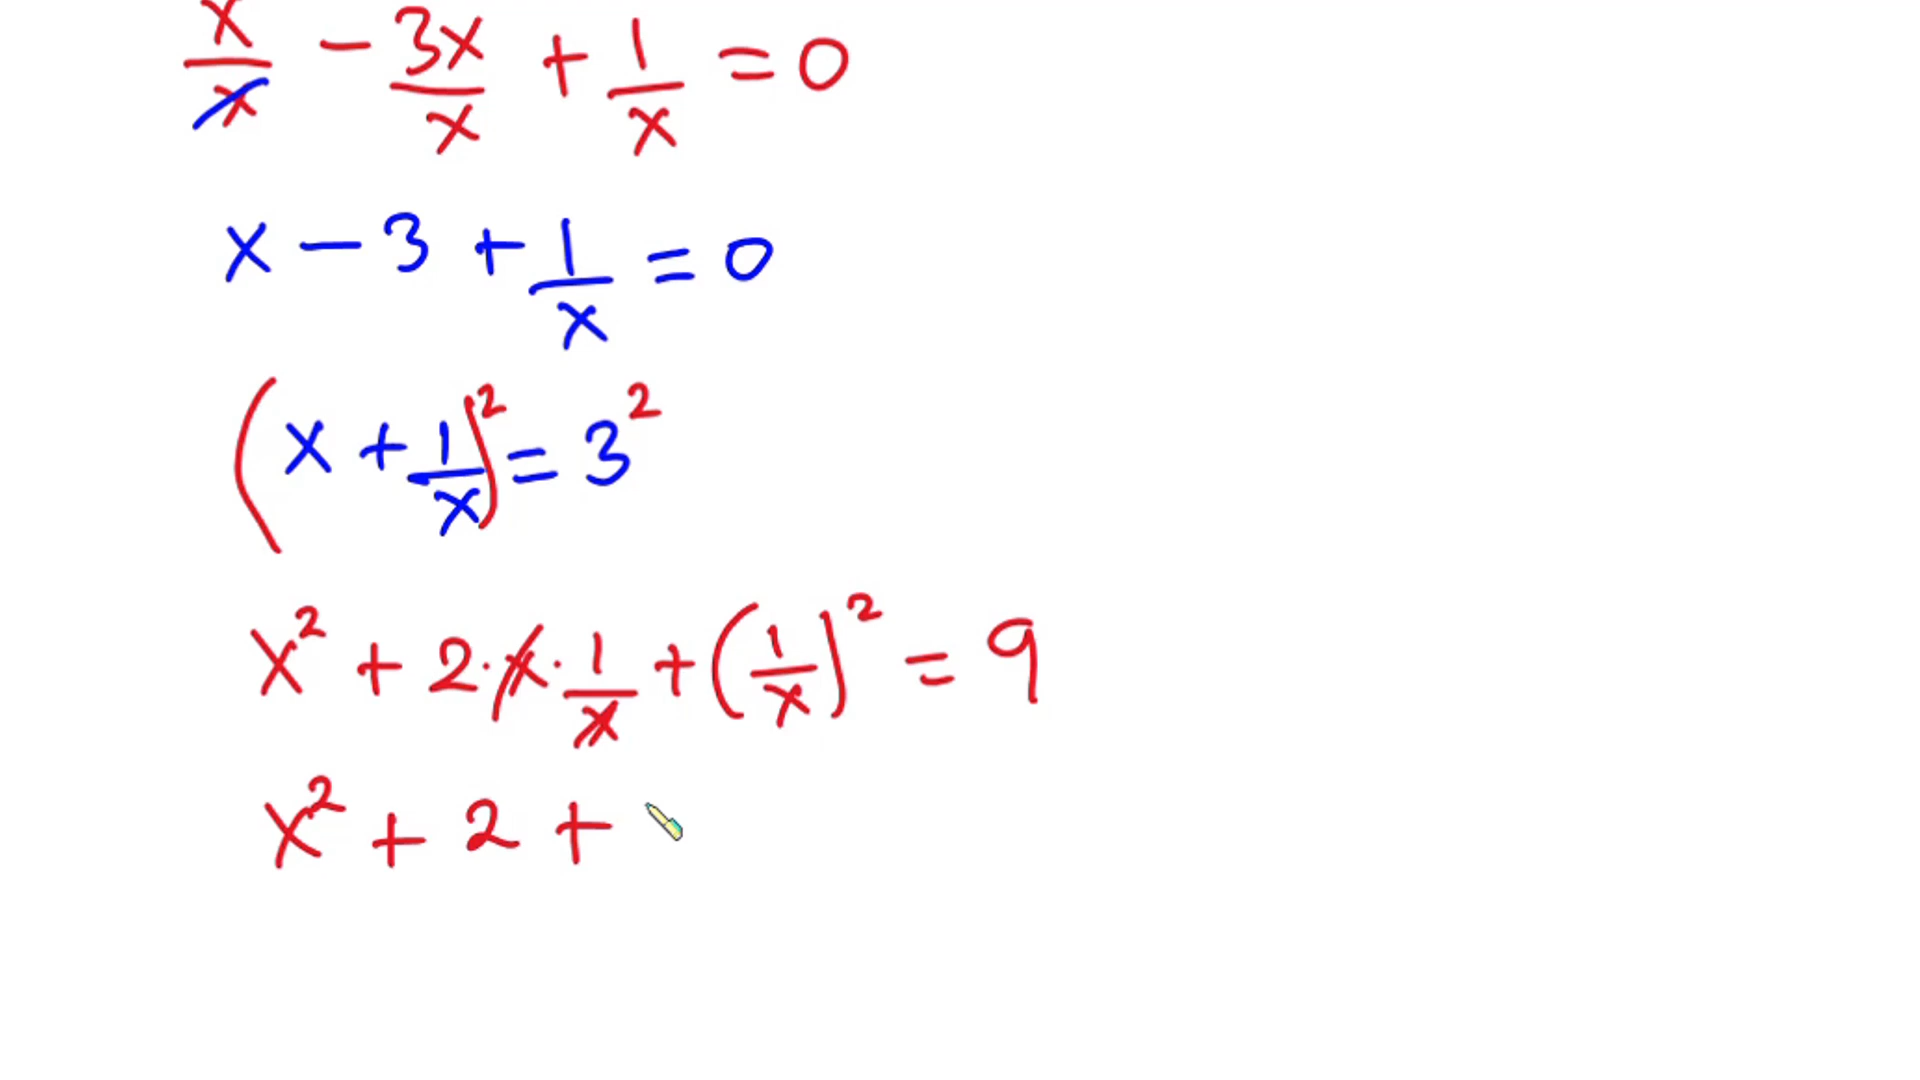 x/x - 3x/x + 1/x = 0
x - 3 + 1/x = 0
(x + 1/x)² = 3²
x² + 2·x·1/x + (1/x)² = 9
x² + 2 +